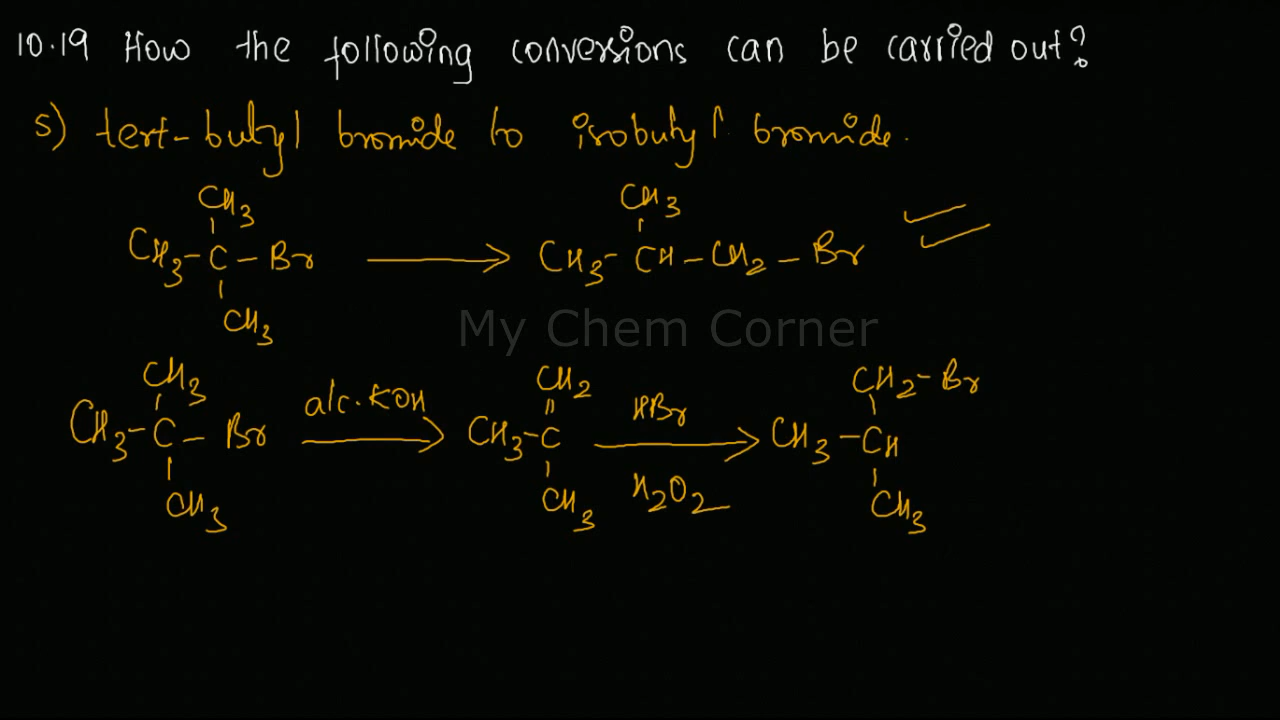 10.19 How the following conversions can be carried out?
s) tert-butyl bromide to isobutyl bromide.
CH3 CH3
CH3-C-Br CH3-CH-CH2-Br
CH3
My Chem Corner
CH3 CH2 CH2-Br
alc.KOH HBr
CH3-C-Br CH3-C CH3-CH
H2O2
CH3 CH3 CH3